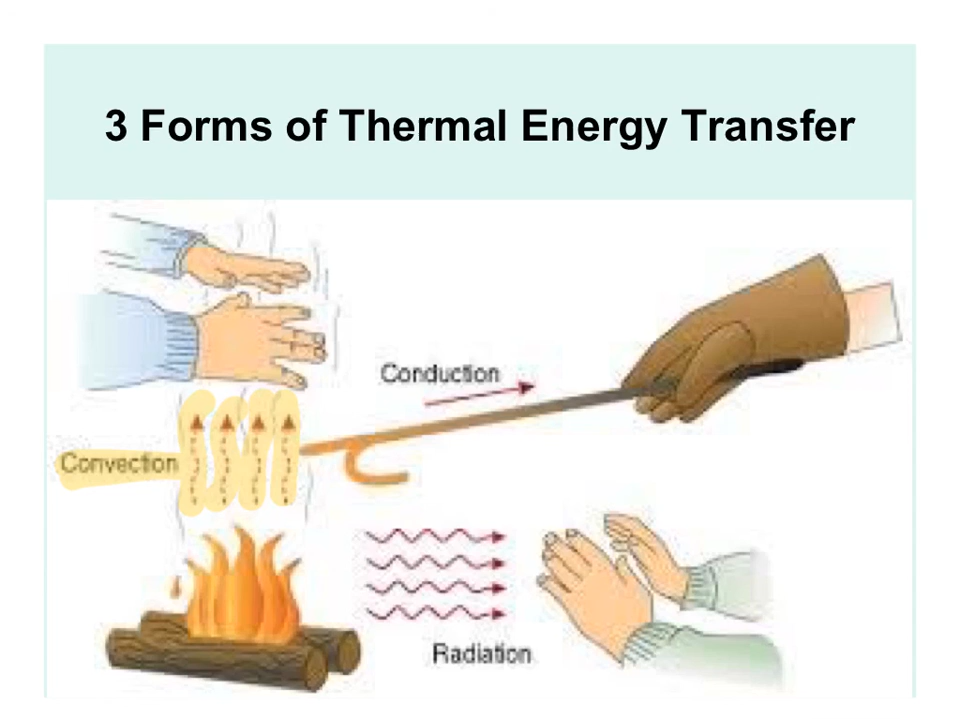 3 Forms of Thermal Energy Transfer
Conduction
Convection
Radiation